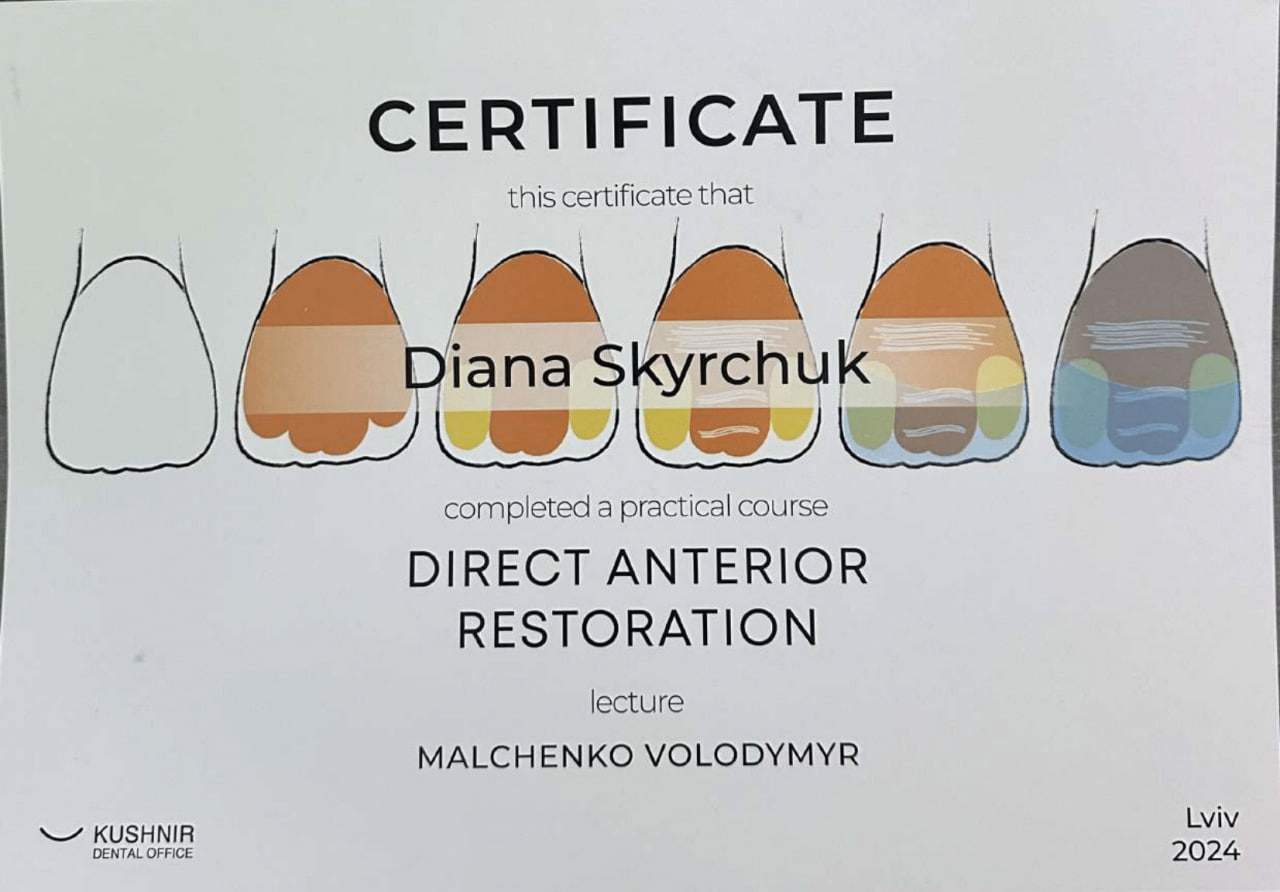 CERTIFICATE
this certificate that
Diana Skyrchuk
completed a practical course
DIRECT ANTERIOR
RESTORATION
lecture
MALCHENKO VOLODYMYR
KUSHNIR
DENTAL OFFICE
Lviv
2024